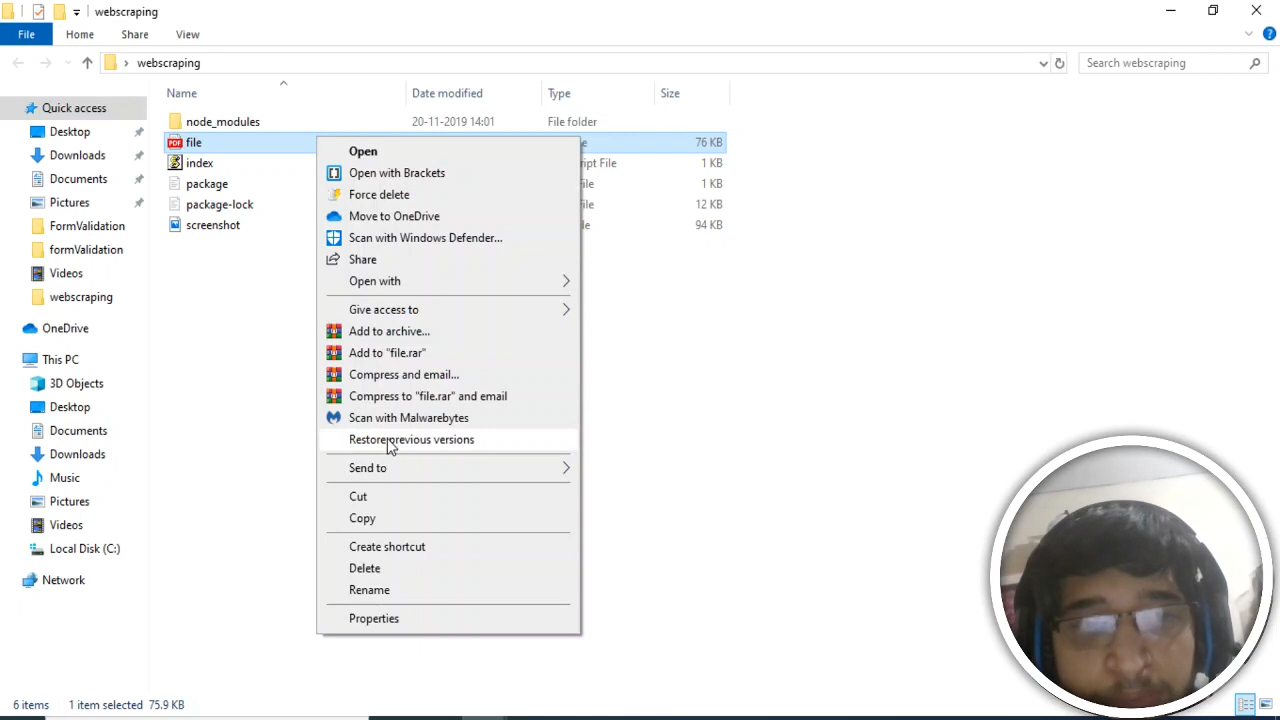 webscraping
File Home Share View
webscraping
Search webscraping
Name Date modified Type Size
Quick access
Desktop
Downloads
Documents
Pictures
FormValidation
formValidation
Videos
webscraping
OneDrive
This PC
3D Objects
Desktop
Documents
Downloads
Music
Pictures
Videos
Local Disk (C:)
Network
node_modules 20-11-2019 14:01 File folder
PDF file 76 KB
index ipt File 1 KB
package 1 KB
package-lock 12 KB
screenshot 94 KB
Open
Open with Brackets
Force delete
Move to OneDrive
Scan with Windows Defender...
Share
Open with
Give access to
Add to archive...
Add to "file.rar"
Compress and email...
Compress to "file.rar" and email
Scan with Malwarebytes
Restore previous versions
Send to
Cut
Copy
Create shortcut
Delete
Rename
Properties
6 items 1 item selected 75.9 KB